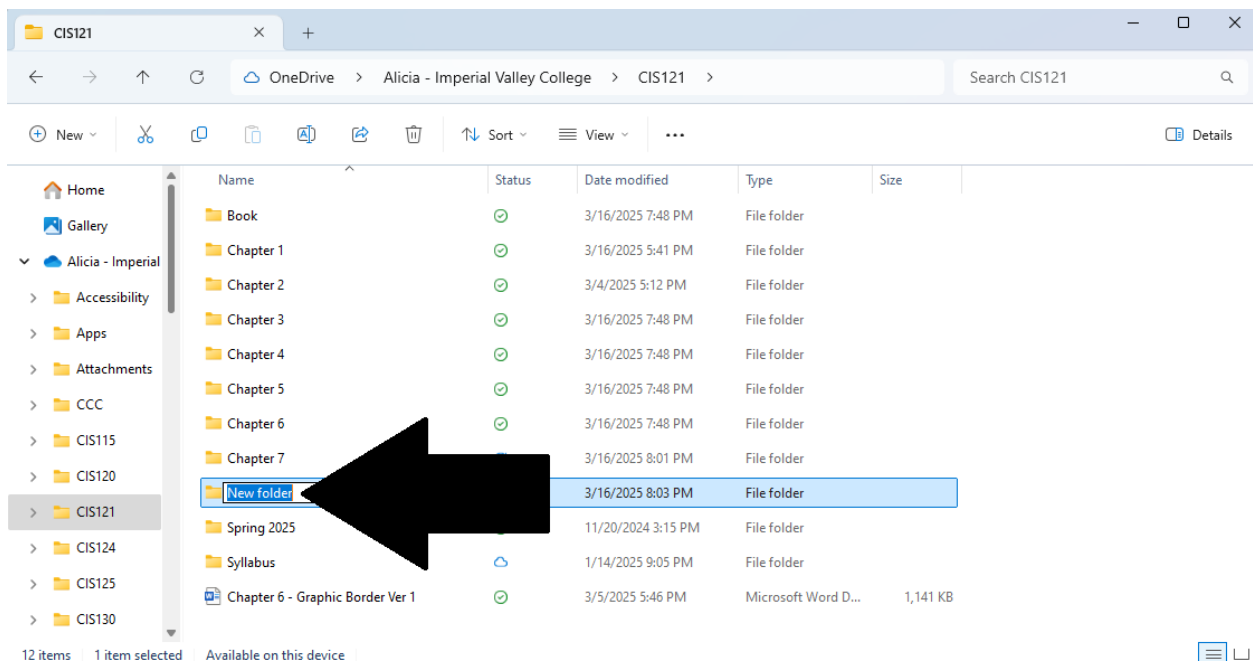 CIS121
OneDrive > Alicia - Imperial Valley College > CIS121 >
Search CIS121
New
Sort
View
Details
Name Status Date modified Type Size
Home
Gallery
Alicia - Imperial
Accessibility
Apps
Attachments
CCC
CIS115
CIS120
CIS121
CIS124
CIS125
CIS130
Book 3/16/2025 7:48 PM File folder
Chapter 1 3/16/2025 5:41 PM File folder
Chapter 2 3/4/2025 5:12 PM File folder
Chapter 3 3/16/2025 7:48 PM File folder
Chapter 4 3/16/2025 7:48 PM File folder
Chapter 5 3/16/2025 7:48 PM File folder
Chapter 6 3/16/2025 7:48 PM File folder
Chapter 7 3/16/2025 8:01 PM File folder
New folder 3/16/2025 8:03 PM File folder
Spring 2025 11/20/2024 3:15 PM File folder
Syllabus 1/14/2025 9:05 PM File folder
Chapter 6 - Graphic Border Ver 1 3/5/2025 5:46 PM Microsoft Word D... 1,141 KB
12 items 1 item selected Available on this device